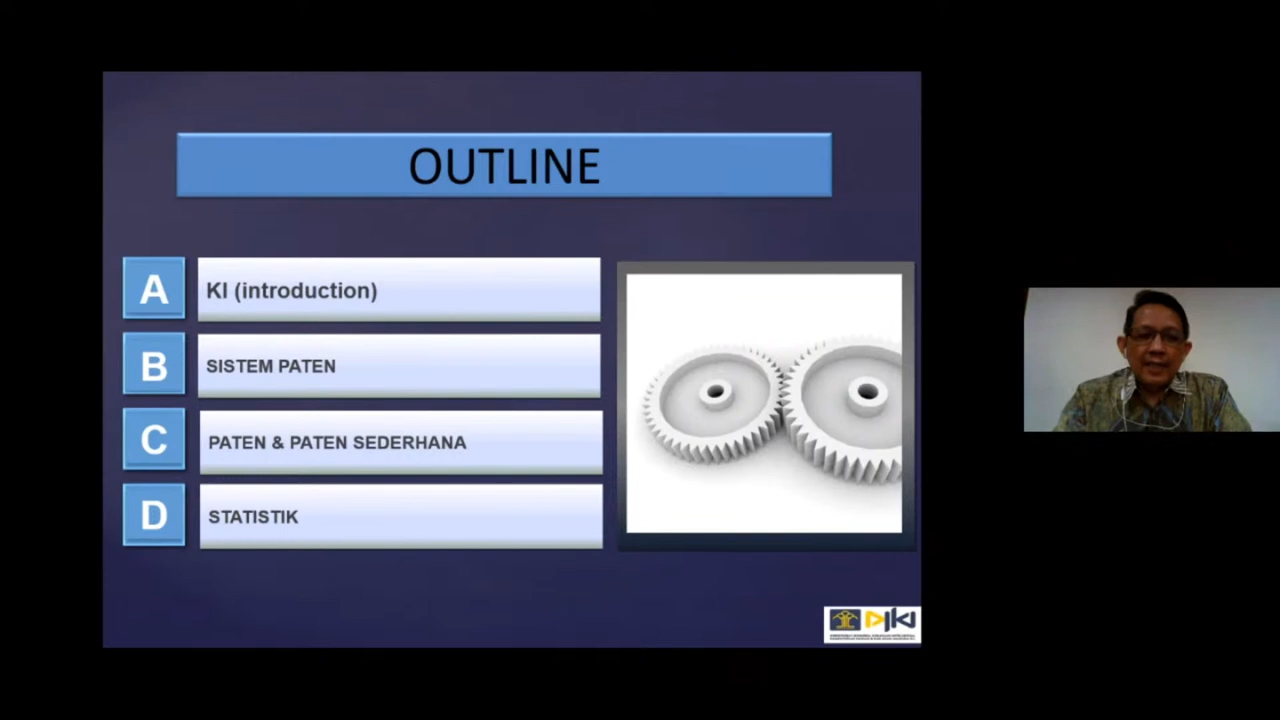 OUTLINE
A
KI (introduction)
B
SISTEM PATEN
C
PATEN & PATEN SEDERHANA
D
STATISTIK
DJKI